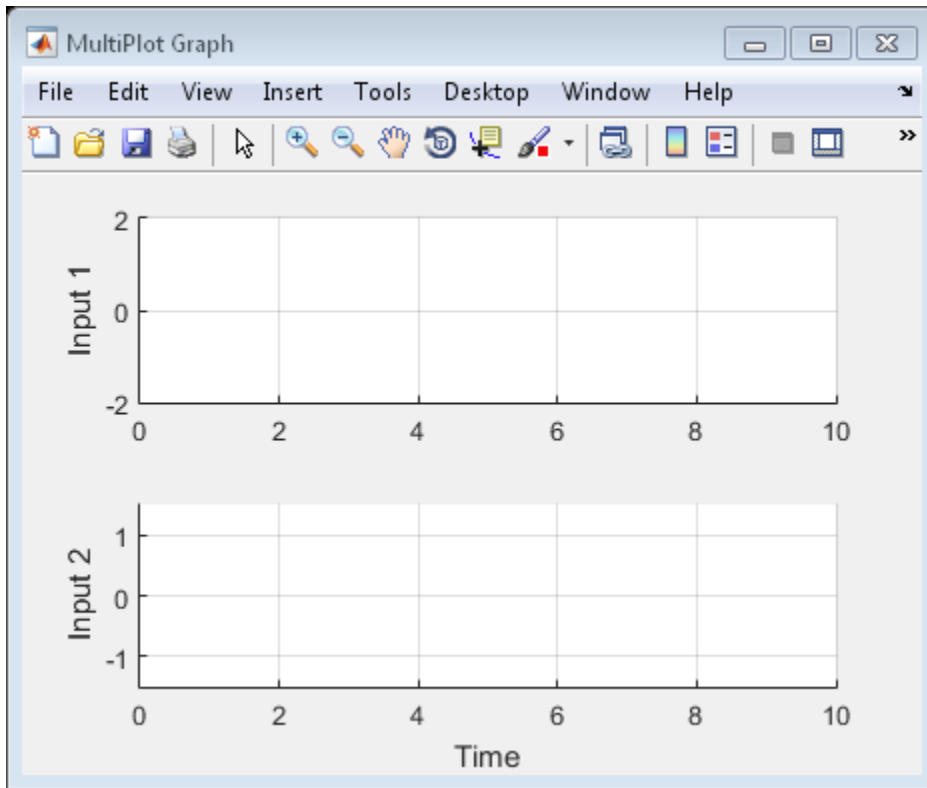 MultiPlot Graph
File Edit View Insert Tools Desktop Window Help
2
Input 1
0
-2
0 2 4 6 8 10
1
Input 2
0
-1
0 2 4 6 8 10
Time